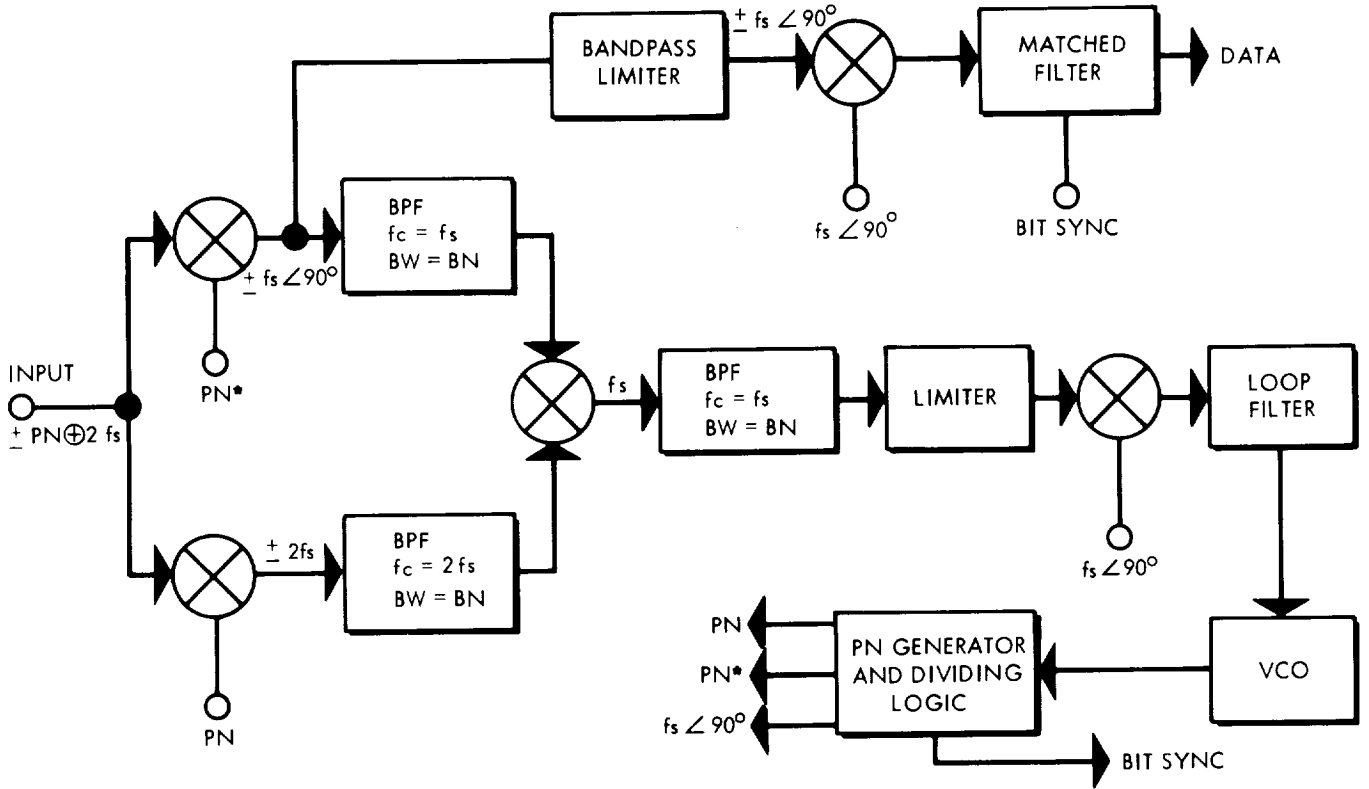 ± fs ∠90°
BANDPASS
LIMITER
MATCHED
FILTER
DATA
BPF
fc = fs
BW = BN
fs ∠90°
BIT SYNC
± fs ∠90°
INPUT
± PN⊕2 fs
PN*
fs
BPF
fc = fs
BW = BN
LIMITER
LOOP
FILTER
± 2fs
BPF
fc = 2fs
BW = BN
fs ∠90°
PN
PN
PN*
fs ∠ 90°
PN GENERATOR
AND DIVIDING
LOGIC
VCO
BIT SYNC